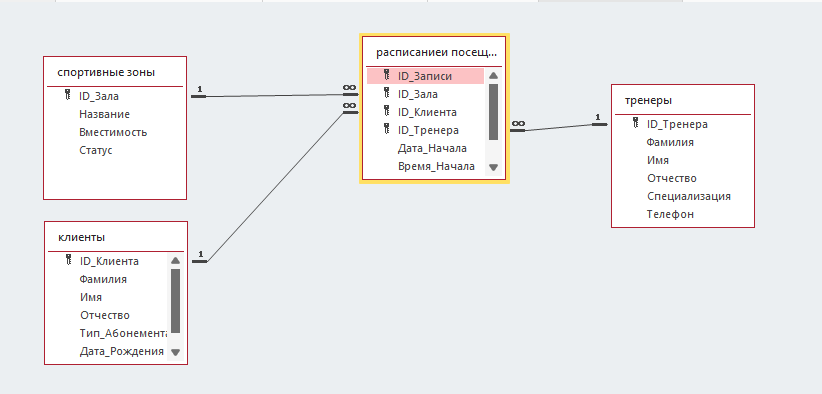 спортивные зоны
ID_Зала
Название
Вместимость
Статус
клиенты
ID_Клиента
Фамилия
Имя
Отчество
Тип_Абонемента
Дата_Рождения
расписаниеи посещ...
ID_Записи
ID_Зала
ID_Клиента
ID_Тренера
Дата_Начала
Время_Начала
тренеры
ID_Тренера
Фамилия
Имя
Отчество
Специализация
Телефон
1
∞
∞
1
∞
1